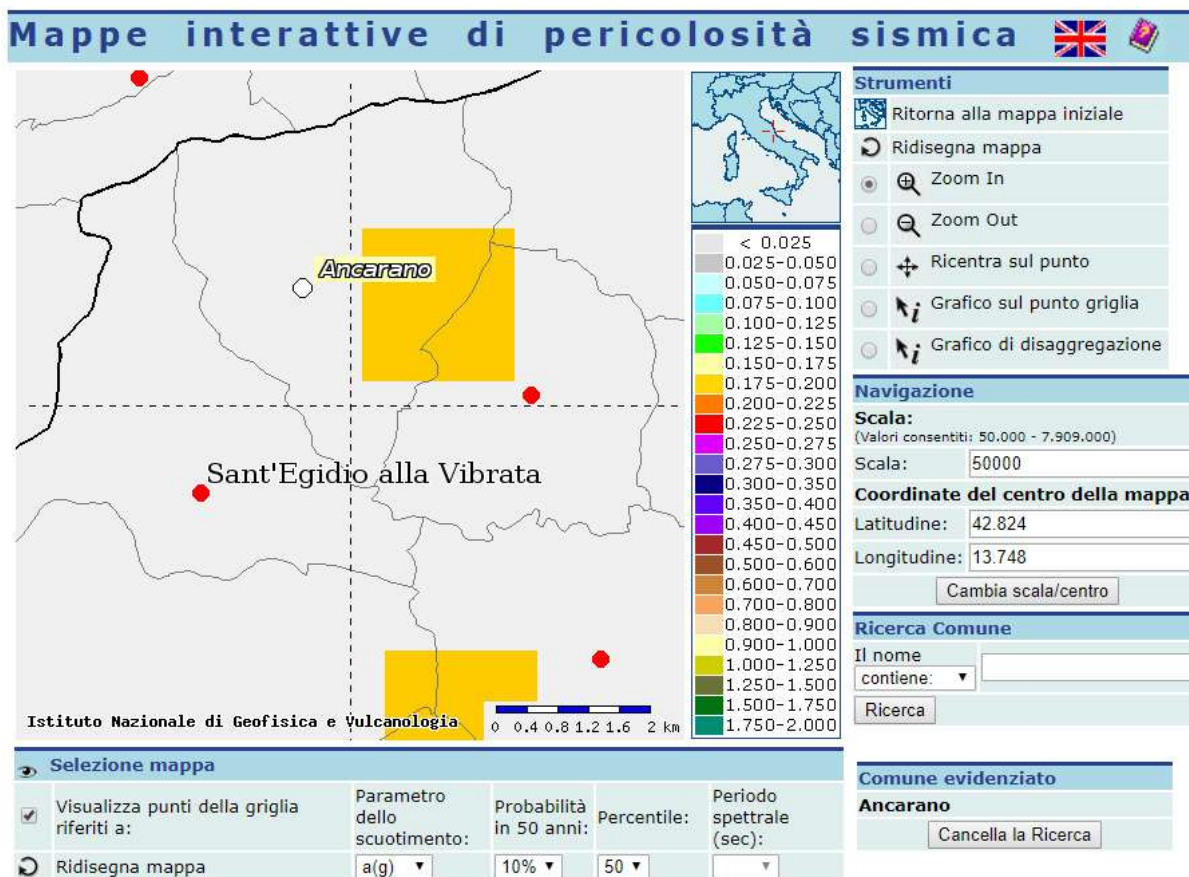 Mappe interattive di pericolosità sismica
Ancarano
Sant'Egidio alla Vibrata
Istituto Nazionale di Geofisica e Vulcanologia
0 0.4 0.8 1.2 1.6 2 km
< 0.025
0.025-0.050
0.050-0.075
0.075-0.100
0.100-0.125
0.125-0.150
0.150-0.175
0.175-0.200
0.200-0.225
0.225-0.250
0.250-0.275
0.275-0.300
0.300-0.350
0.350-0.400
0.400-0.450
0.450-0.500
0.500-0.600
0.600-0.700
0.700-0.800
0.800-0.900
0.900-1.000
1.000-1.250
1.250-1.500
1.500-1.750
1.750-2.000
Strumenti
Ritorna alla mappa iniziale
Ridisegna mappa
Zoom In
Zoom Out
Ricentra sul punto
i Grafico sul punto griglia
i Grafico di disaggregazione
Navigazione
Scala:
(Valori consentiti: 50.000 - 7.909.000)
Scala: 50000
Coordinate del centro della mappa
Latitudine: 42.824
Longitudine: 13.748
Cambia scala/centro
Ricerca Comune
Il nome
contiene:
Ricerca
Selezione mappa
Visualizza punti della griglia
riferiti a:
Parametro
dello
scuotimento:
Probabilità
in 50 anni:
Percentile:
Periodo
spettrale
(sec):
Ridisegna mappa a(g) 10% 50
Comune evidenziato
Ancarano
Cancella la Ricerca